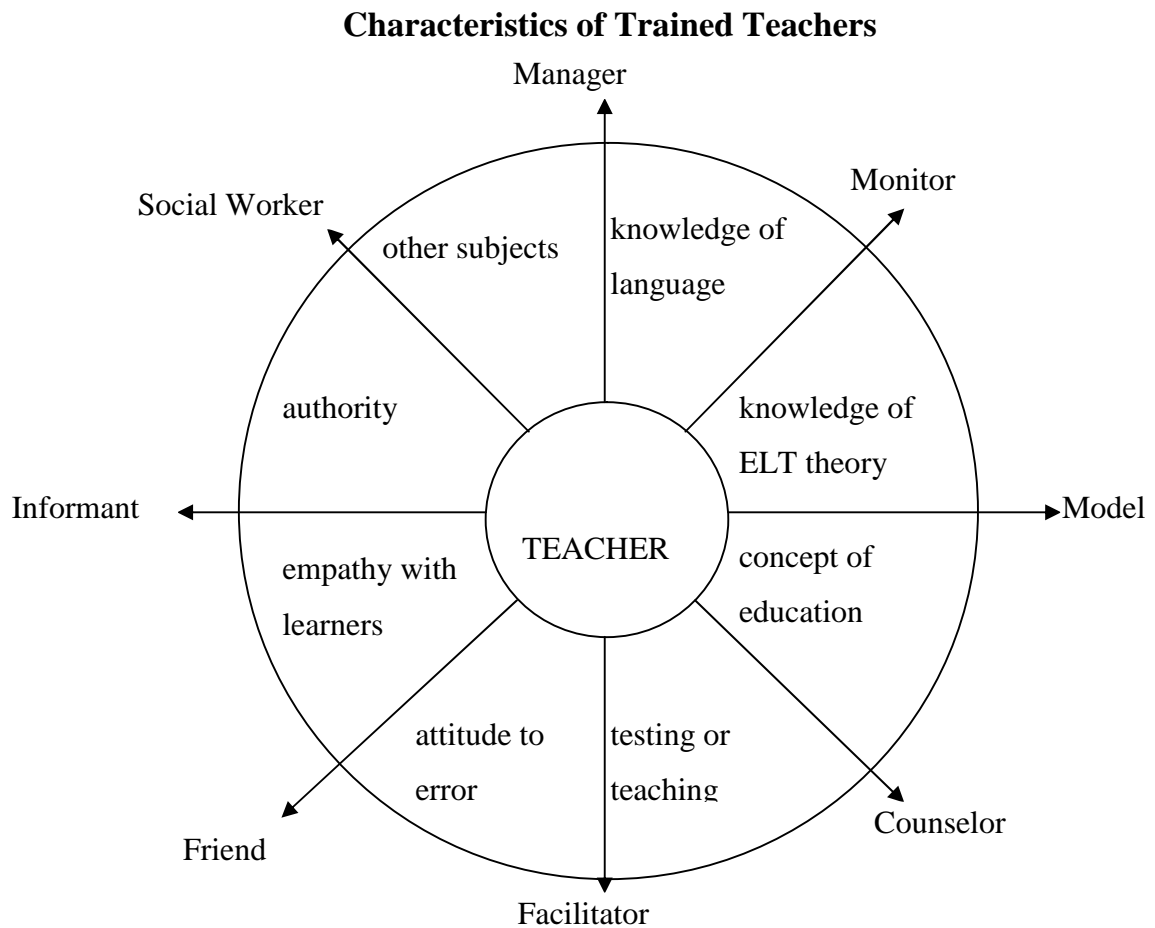 Characteristics of Trained Teachers
Manager
Monitor
Social Worker
other subjects
knowledge of
language
authority
knowledge of
ELT theory
Informant
Model
TEACHER
empathy with
learners
concept of
education
attitude to
error
testing or
teaching
Counselor
Friend
Facilitator